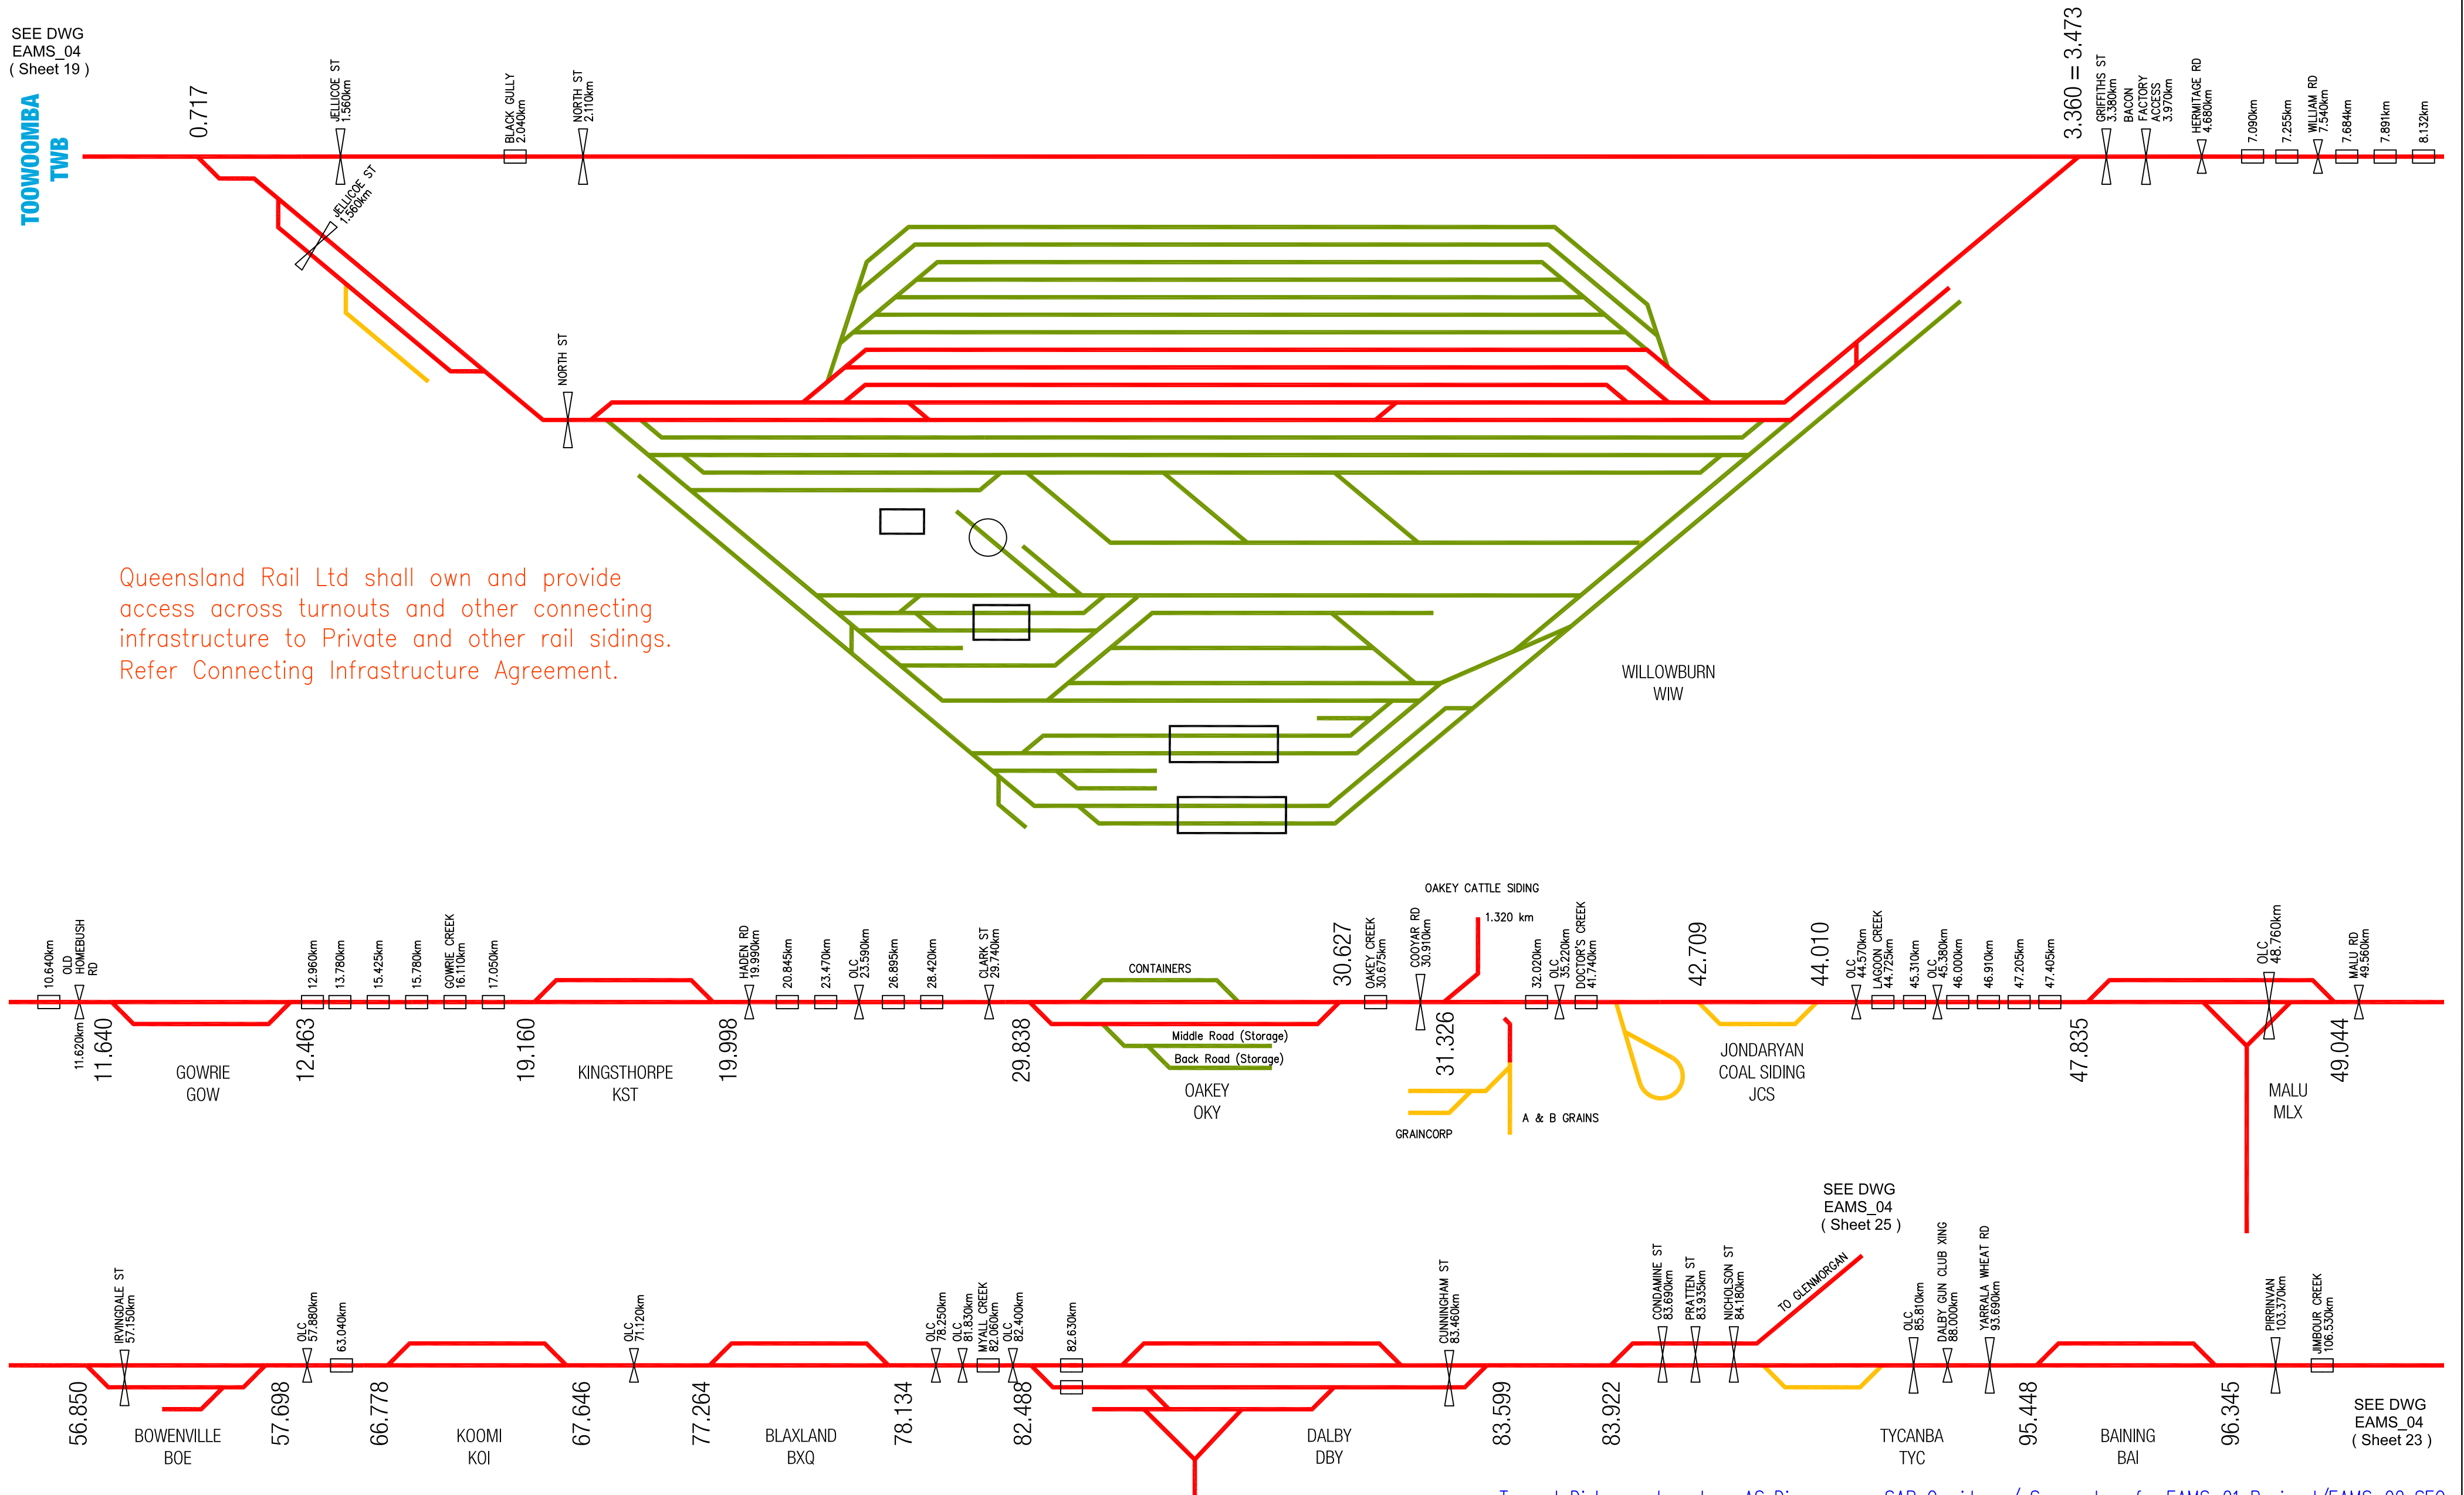 SEE DWG
EAMS_04
( Sheet 19 )
TOOWOOMBA
TWB
0.717
JELLICOE ST
1.560km
BLACK GULLY
2.040km
NORTH ST
2.110km
3.360 = 3.473
GRIFFITHS ST
3.380km
BACON
FACTORY
ACCESS
3.970km
HERMITAGE RD
4.680km
7.090km
7.255km
WILLIAM RD
7.540km
7.684km
7.891km
8.132km
JELLICOE ST
1.560km
NORTH ST
Queensland Rail Ltd shall own and provide
access across turnouts and other connecting
infrastructure to Private and other rail sidings.
Refer Connecting Infrastructure Agreement.
WILLOWBURN
WIW
10.640km
OLD
HOMEBUSH
RD
11.620km
11.640
GOWRIE
GOW
12.463
12.960km
13.780km
15.425km
15.780km
GOWRIE CREEK
16.110km
17.050km
19.160
KINGSTHORPE
KST
19.998
HADEN RD
19.990km
20.845km
23.470km
OLC
23.590km
26.895km
28.420km
CLARK ST
29.740km
29.838
CONTAINERS
Middle Road (Storage)
Back Road (Storage)
OAKEY
OKY
30.627
OAKEY CREEK
30.675km
COOYAR RD
30.910km
OAKEY CATTLE SIDING
1.320 km
31.326
GRAINCORP
A & B GRAINS
32.020km
OLC
35.220km
DOCTOR'S CREEK
41.740km
42.709
JONDARYAN
COAL SIDING
JCS
44.010
OLC
44.570km
LAGOON CREEK
44.725km
45.310km
OLC
45.380km
46.000km
46.910km
47.205km
47.405km
47.835
OLC
48.760km
MALU
MLX
49.044
MALU RD
49.560km
56.850
IRVINGDALE ST
57.150km
BOWENVILLE
BOE
57.698
OLC
57.880km
63.040km
66.778
KOOMI
KOI
67.646
OLC
71.120km
77.264
BLAXLAND
BXQ
78.134
OLC
78.250km
OLC
81.830km
MYALL CREEK
82.060km
OLC
82.400km
82.488
82.630km
DALBY
DBY
CUNNINGHAM ST
83.460km
83.599
83.922
CONDAMINE ST
83.690km
PRATTEN ST
83.935km
NICHOLSON ST
84.180km
TO GLENMORGAN
SEE DWG
EAMS_04
( Sheet 25 )
TYCANBA
TYC
OLC
85.810km
DALBY GUN CLUB XING
88.000km
YARRALA WHEAT RD
93.690km
95.448
BAINING
BAI
96.345
PIRRINVAN
103.370km
JIMBOUR CREEK
106.530km
SEE DWG
EAMS_04
( Sheet 23 )